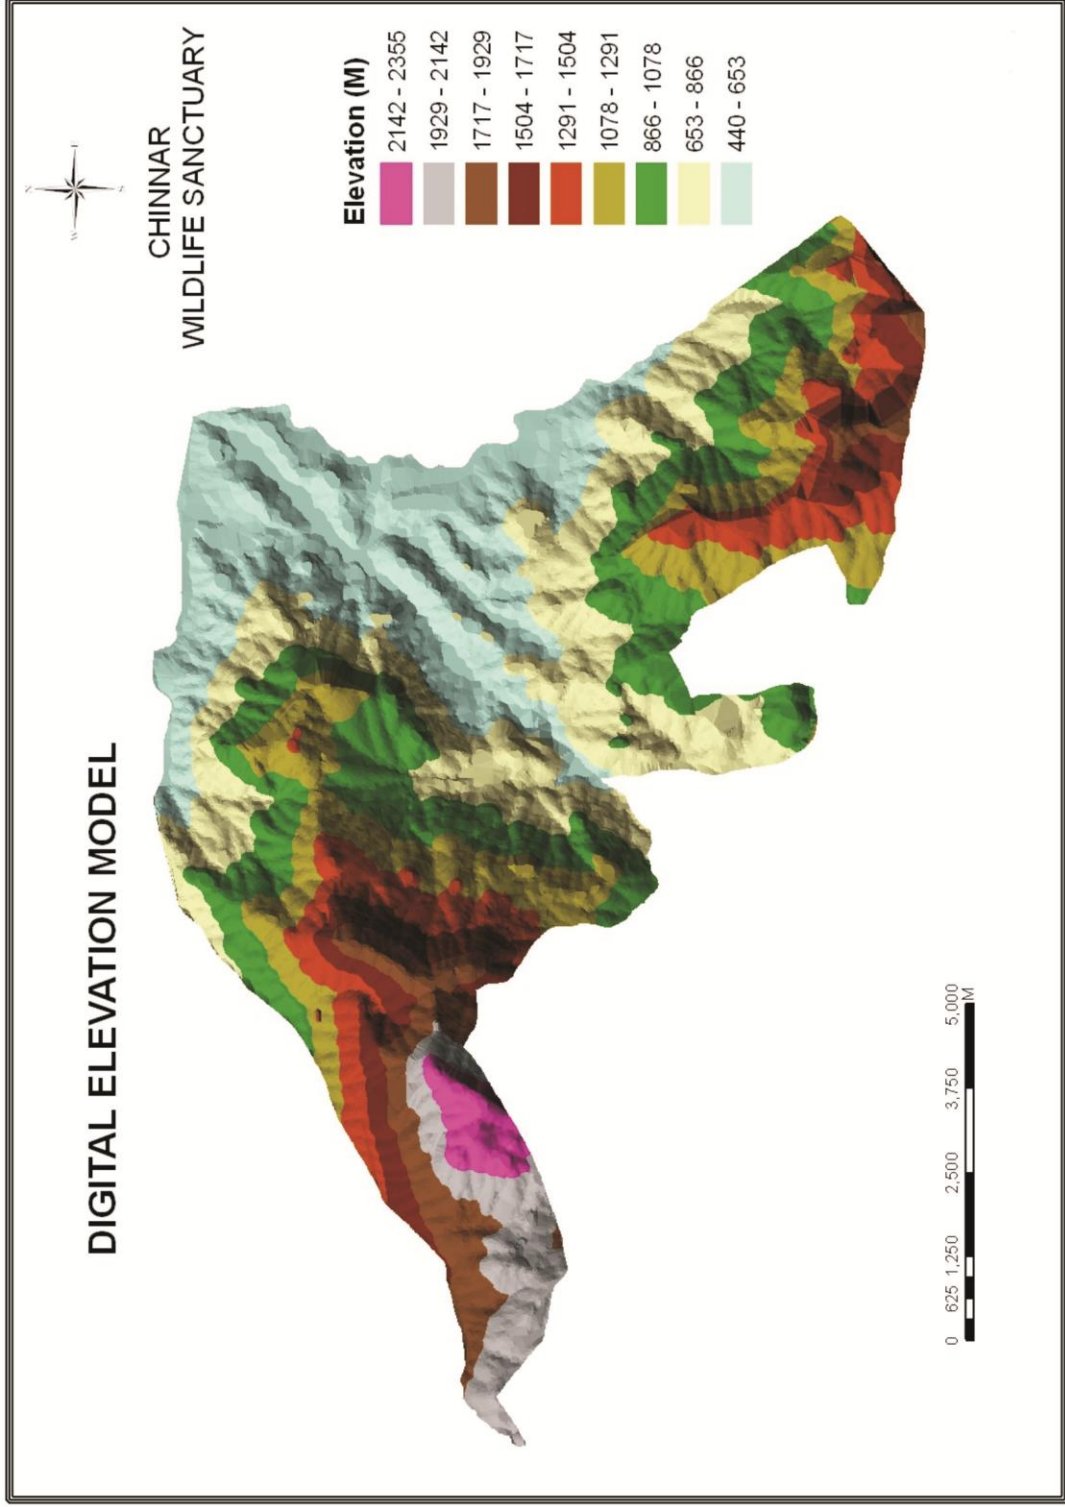 DIGITAL ELEVATION MODEL
N
W
E
S
CHINNAR
WILDLIFE SANCTUARY
Elevation (M)
2142 - 2355
1929 - 2142
1717 - 1929
1504 - 1717
1291 - 1504
1078 - 1291
866 - 1078
653 - 866
440 - 653
0 625 1,250 2,500 3,750 5,000
M